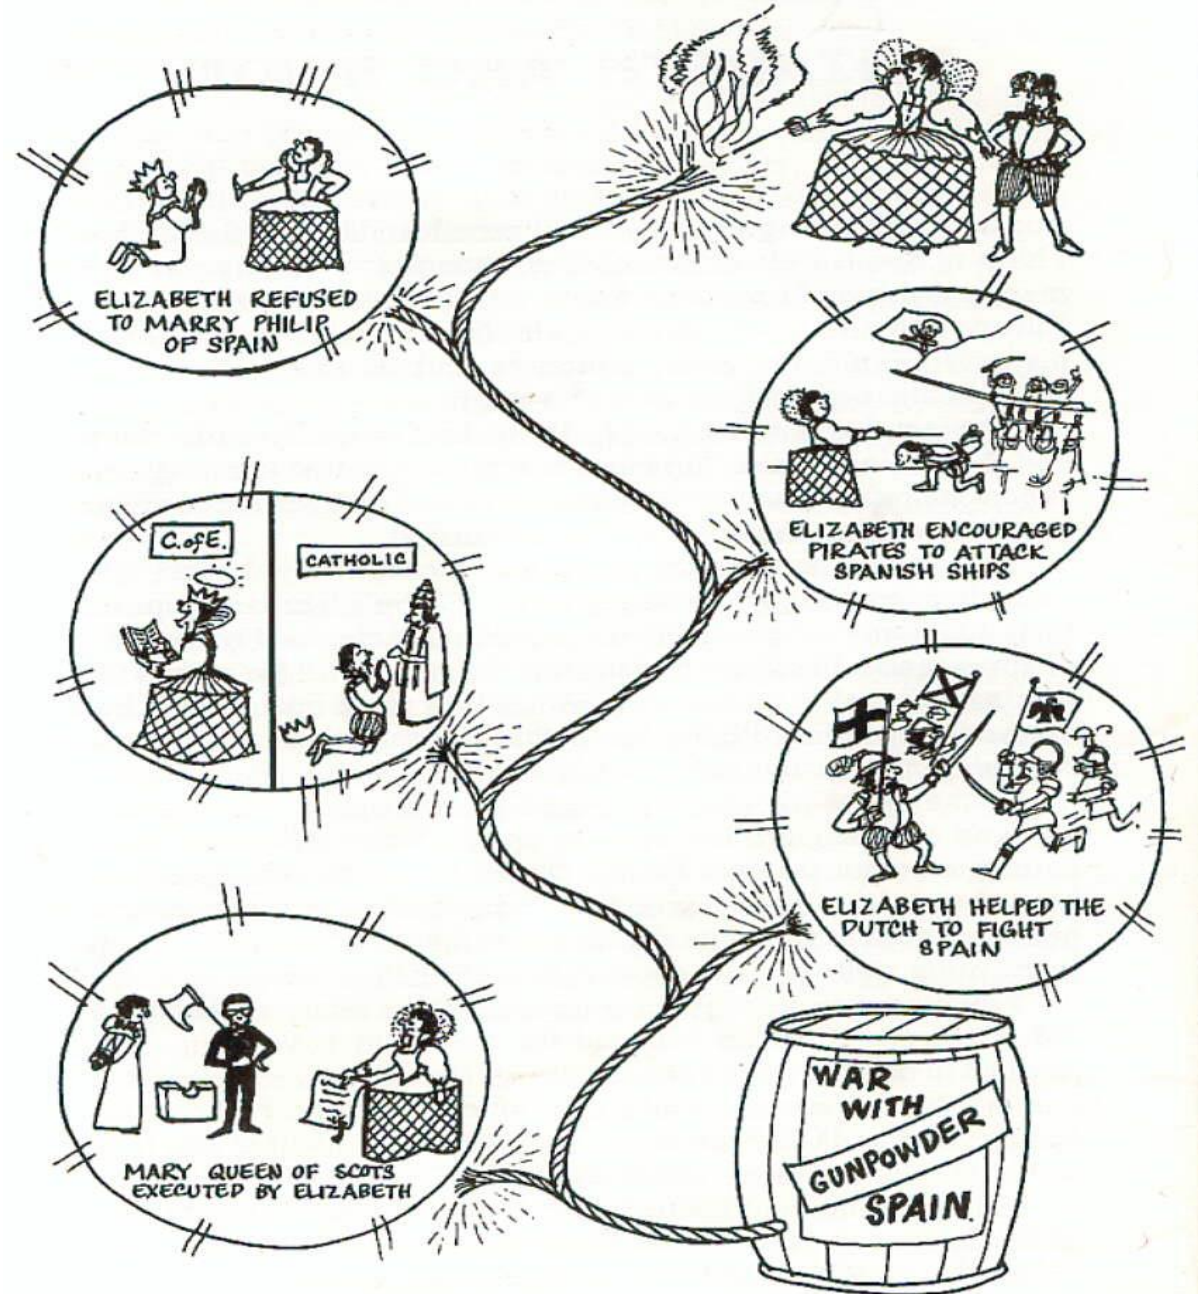 ELIZABETH REFUSED
TO MARRY PHILIP
OF SPAIN
ELIZABETH ENCOURAGED
PIRATES TO ATTACK
SPANISH SHIPS
C.ofE.
CATHOLIC
ELIZABETH HELPED THE
DUTCH TO FIGHT
SPAIN
MARY QUEEN OF SCOTS
EXECUTED BY ELIZABETH
WAR
WITH
GUNPOWDER
SPAIN